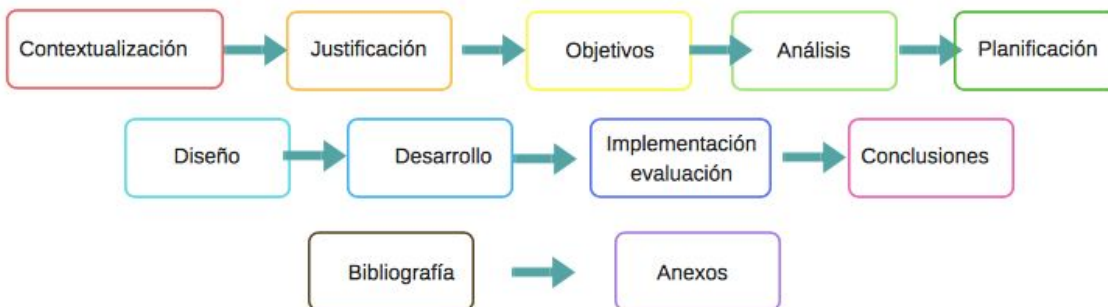 Contextualización
Justificación
Objetivos
Análisis
Planificación
Diseño
Desarrollo
Implementación
evaluación
Conclusiones
Bibliografía
Anexos